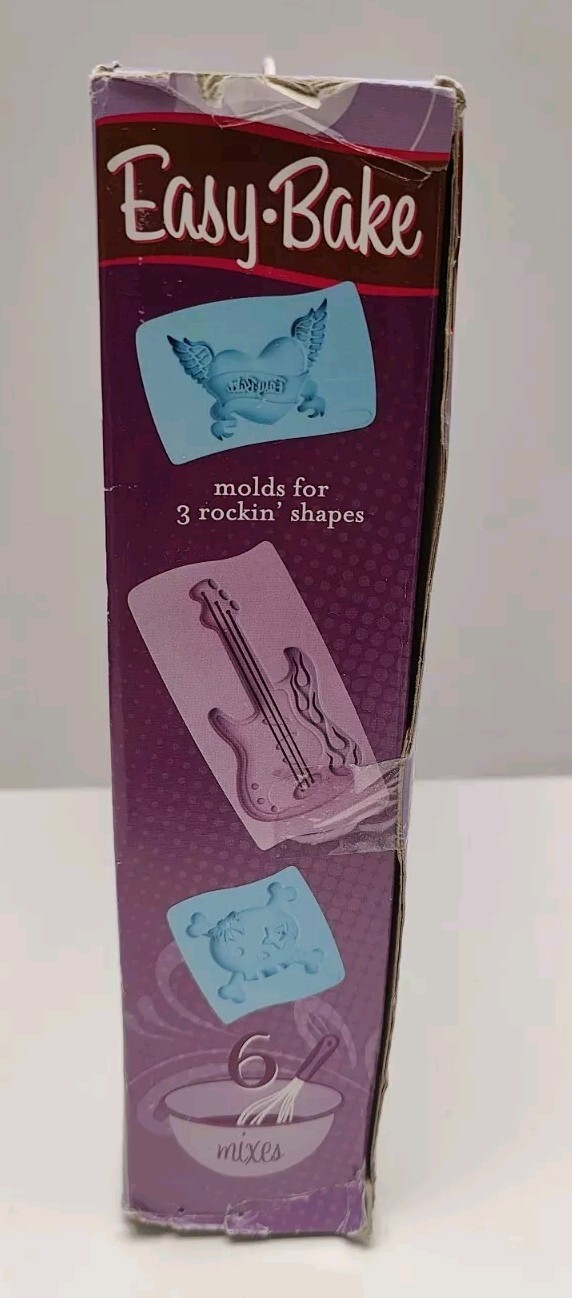 Easy•Bake
molds for
3 rockin' shapes
6
mixes